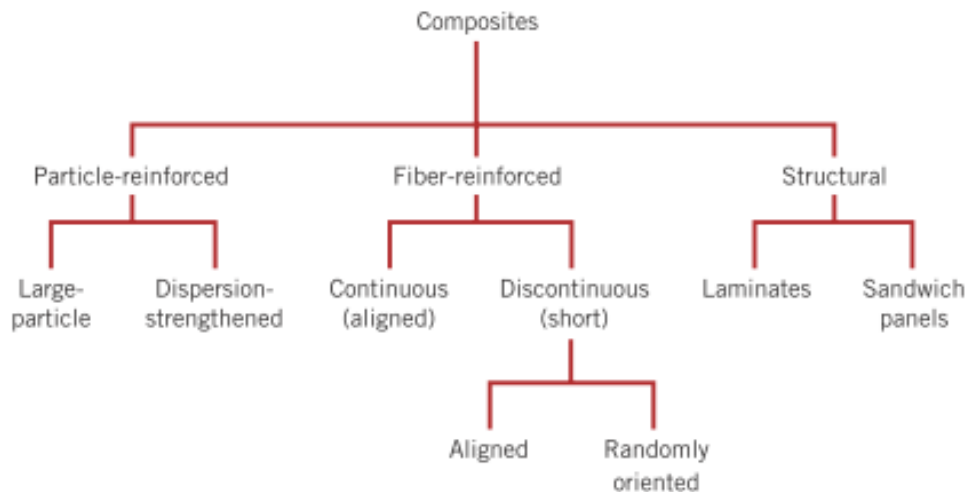 Composites
Particle-reinforced
Fiber-reinforced
Structural
Large-
particle
Dispersion-
strengthened
Continuous
(aligned)
Discontinuous
(short)
Laminates
Sandwich
panels
Aligned
Randomly
oriented